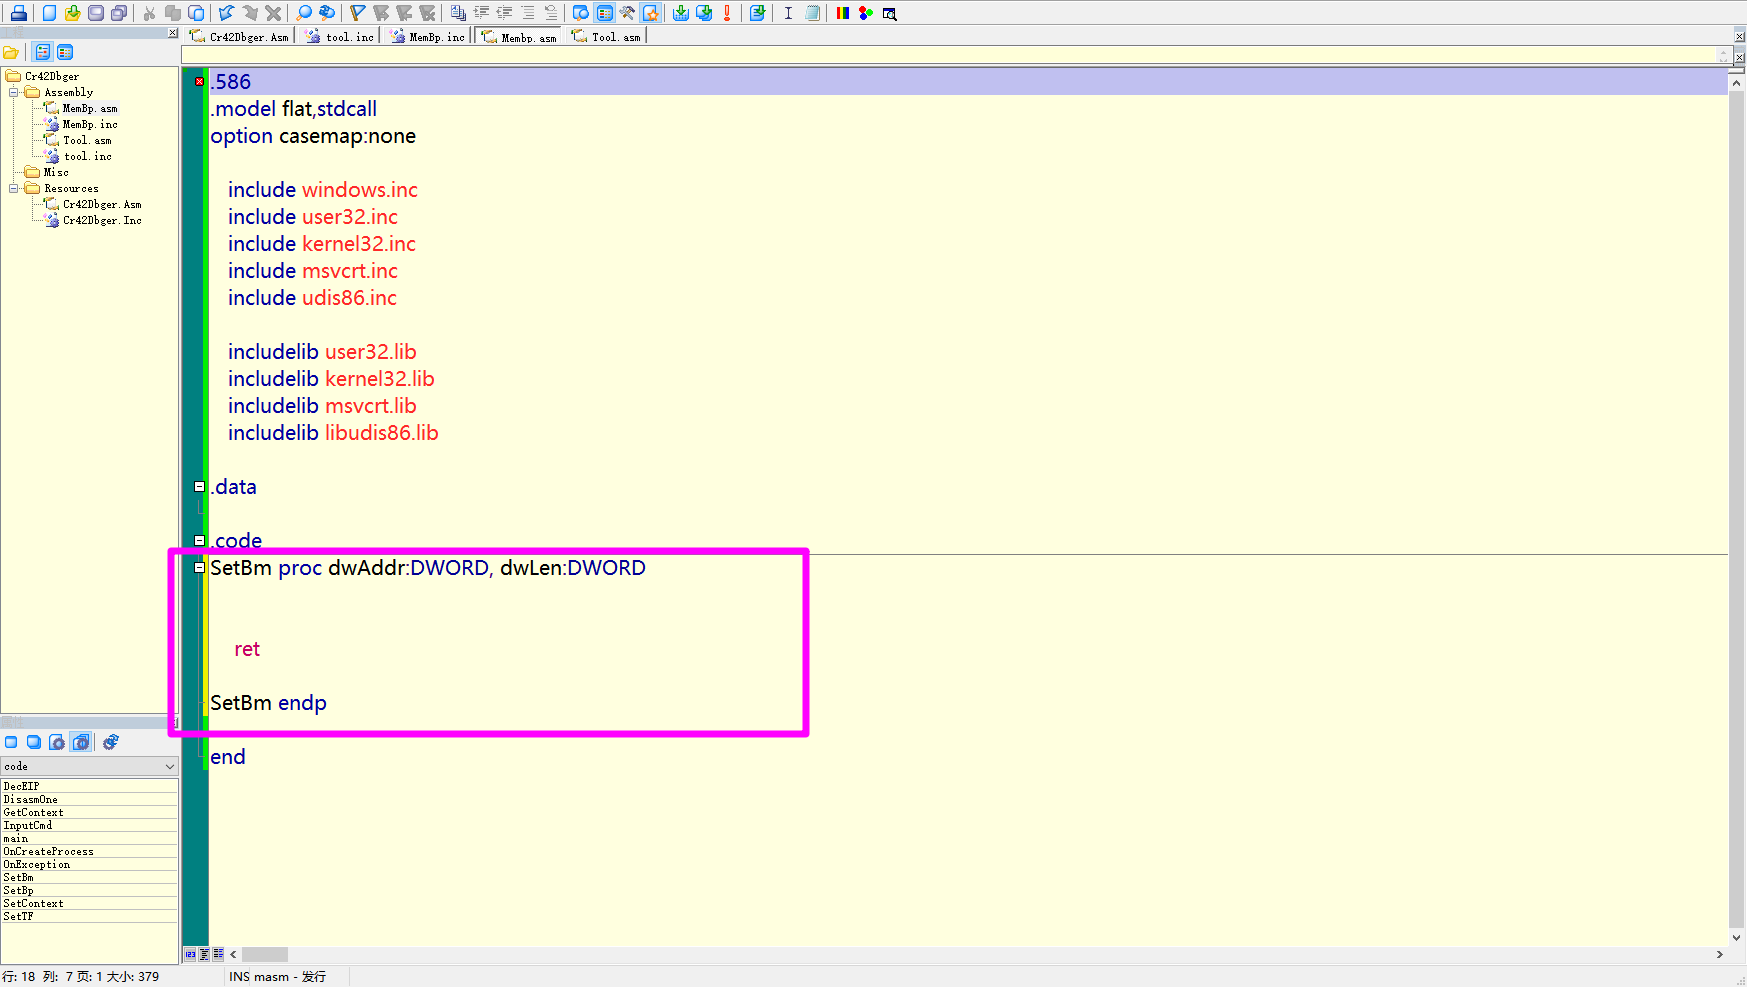 Cr42Dbger.Asm
tool.inc
MemBp.inc
Membp.asm
Tool.asm
Cr42Dbger
Assembly
MemBp.asm
MemBp.inc
Tool.asm
tool.inc
Misc
Resources
Cr42Dbger.Asm
Cr42Dbger.Inc
.586
.model flat,stdcall
option casemap:none
include windows.inc
include user32.inc
include kernel32.inc
include msvcrt.inc
include udis86.inc
includelib user32.lib
includelib kernel32.lib
includelib msvcrt.lib
includelib libudis86.lib
.data
.code
SetBm proc dwAddr:DWORD, dwLen:DWORD
ret
SetBm endp
end
code
DecEIP
DisasmOne
GetContext
InputCmd
main
OnCreateProcess
OnException
SetBm
SetBp
SetContext
SetTF
行: 18 列: 7 页: 1 大小: 379
INS masm - 发行